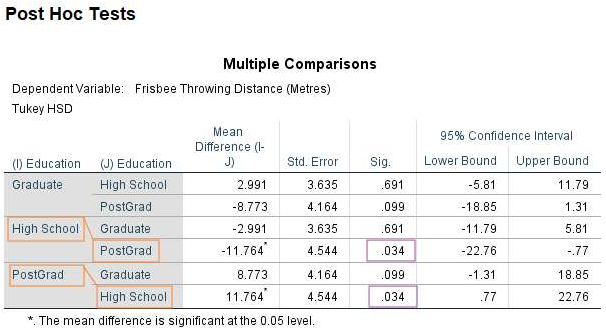 Post Hoc Tests
Multiple Comparisons
Dependent Variable: Frisbee Throwing Distance (Metres)
Tukey HSD
(I) Education (J) Education Mean Difference (I-J) Std. Error Sig. 95% Confidence Interval
Lower Bound Upper Bound
Graduate High School 2.991 3.635 .691 -5.81 11.79
PostGrad -8.773 4.164 .099 -18.85 1.31
High School Graduate -2.991 3.635 .691 -11.79 5.81
PostGrad -11.764* 4.544 .034 -22.76 -.77
PostGrad Graduate 8.773 4.164 .099 -1.31 18.85
High School 11.764* 4.544 .034 .77 22.76
*. The mean difference is significant at the 0.05 level.